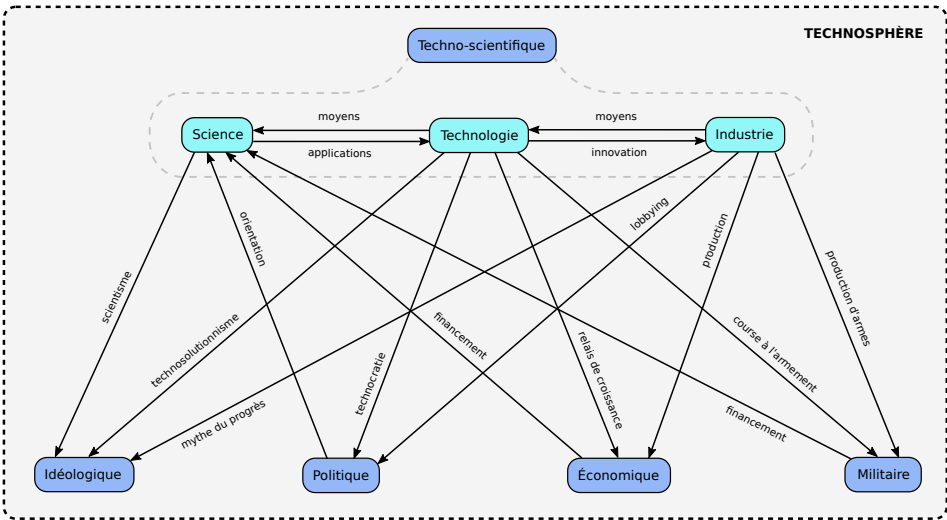 TECHNOSPHÈRE
Techno-scientifique
moyens
moyens
Science
Technologie
Industrie
applications
innovation
lobbying
orientation
production
scientisme
production d'armes
technosolutionnisme
financement
course à l'armement
relais de croissance
technocratie
mythe du progrès
financement
Idéologique
Politique
Économique
Militaire